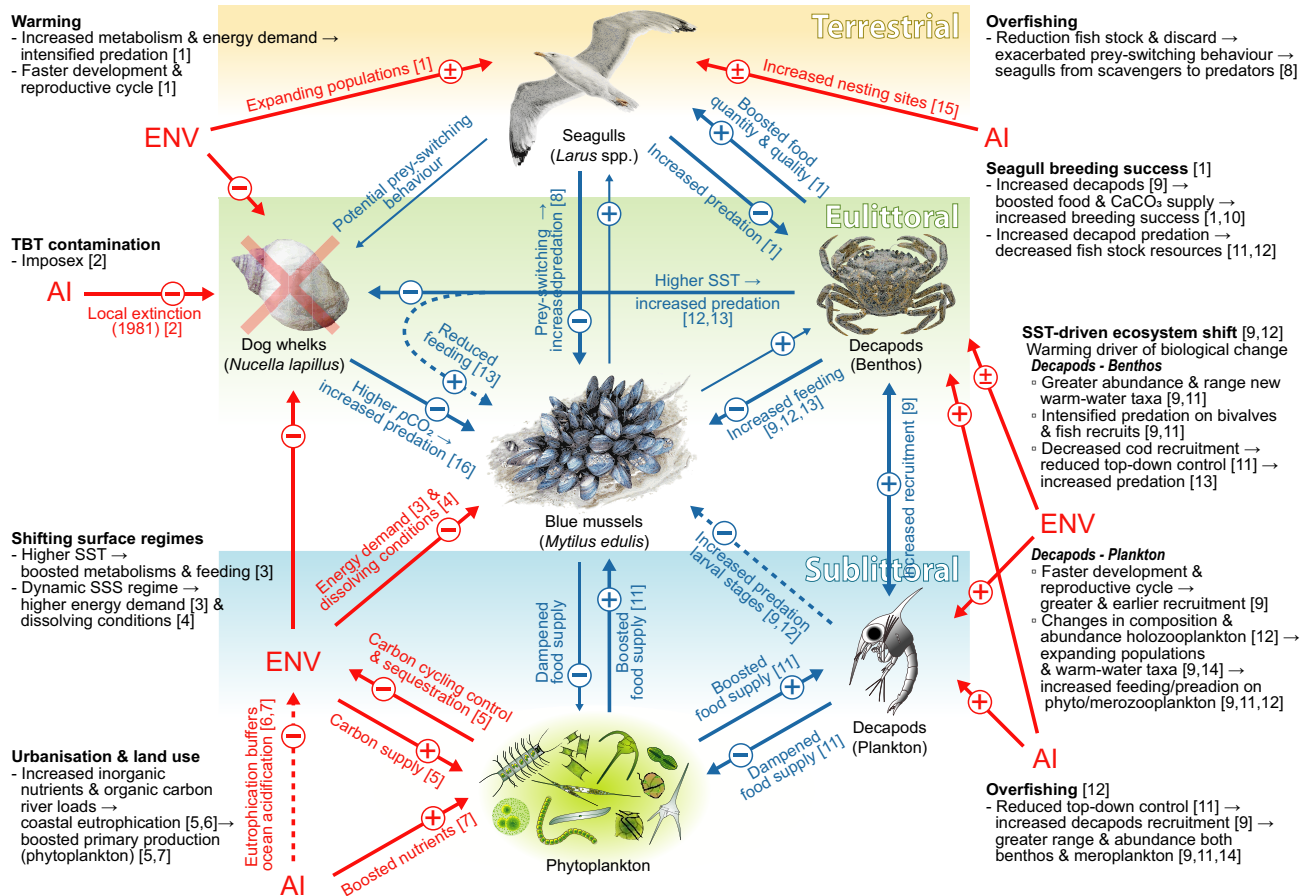 Warming
- Increased metabolism & energy demand →
intensified predation [1]
- Faster development &
reproductive cycle [1]
Terrestrial
Overfishing
- Reduction fish stock & discard →
exacerbated prey-switching behaviour →
seagulls from scavengers to predators [8]
Expanding populations [1]
±
±
Increased nesting sites [15]
ENV
AI
Seagulls
(Larus spp.)
Boosted food
quantity & quality
[1]
+
Potential prey-switching
behaviour
Increased predation
[1]
−
−
Seagull breeding success [1]
- Increased decapods [9] →
boosted food & CaCO₃ supply →
increased breeding success [1,10]
- Increased decapod predation →
decreased fish stock resources [11,12]
Eulittoral
Prey-switching →
increasedpredation [8]
−
+
TBT contamination
- Imposex [2]
AI
−
Local extinction
(1981) [2]
Dog whelks
(Nucella lapillus)
−
Higher SST →
increased predation
[12,13]
Decapods
(Benthos)
Reduced
feeding [13]
+
Higher pCO₂ →
increased predation
[16]
−
+
Increased feeding
[9,12,13]
−
SST-driven ecosystem shift [9,12]
Warming driver of biological change
Decapods - Benthos
▫ Greater abundance & range new
warm-water taxa [9,11]
▫ Intensified predation on bivalves
& fish recruits [9,11]
▫ Decreased cod recruitment →
reduced top-down control [11] →
increased predation [13]
±
+
−
Increased recruitment [9]
+
Blue mussels
(Mytilus edulis)
Energy demand [3] &
dissolving conditions [4]
−
ENV
Shifting surface regimes
- Higher SST →
boosted metabolisms & feeding [3]
- Dynamic SSS regime →
higher energy demand [3] &
dissolving conditions [4]
Sublittoral
Increased predation
larval stages [9,12]
−
Decapods - Plankton
▫ Faster development &
reproductive cycle →
greater & earlier recruitment [9]
▫ Changes in composition &
abundance holozooplankton [12] →
expanding populations
& warm-water taxa [9,14] →
increased feeding/preadion on
phyto/merozooplankton [9,11,12]
+
Dampened
food supply
−
Boosted
food supply [11]
+
ENV
Carbon cycling control
& sequestration [5]
−
Carbon supply [5]
+
Boosted
food supply [11]
+
Dampened
food supply [11]
−
Decapods
(Plankton)
+
AI
Eutrophication buffers
ocean acidification [6,7]
−
Urbanisation & land use
- Increased inorganic
nutrients & organic carbon
river loads →
coastal eutrophication [5,6]→
boosted primary production
(phytoplankton) [5,7]
AI
Boosted nutrients [7]
+
Phytoplankton
Overfishing [12]
- Reduced top-down control [11] →
increased decapods recruitment [9] →
greater range & abundance both
benthos & meroplankton [9,11,14]